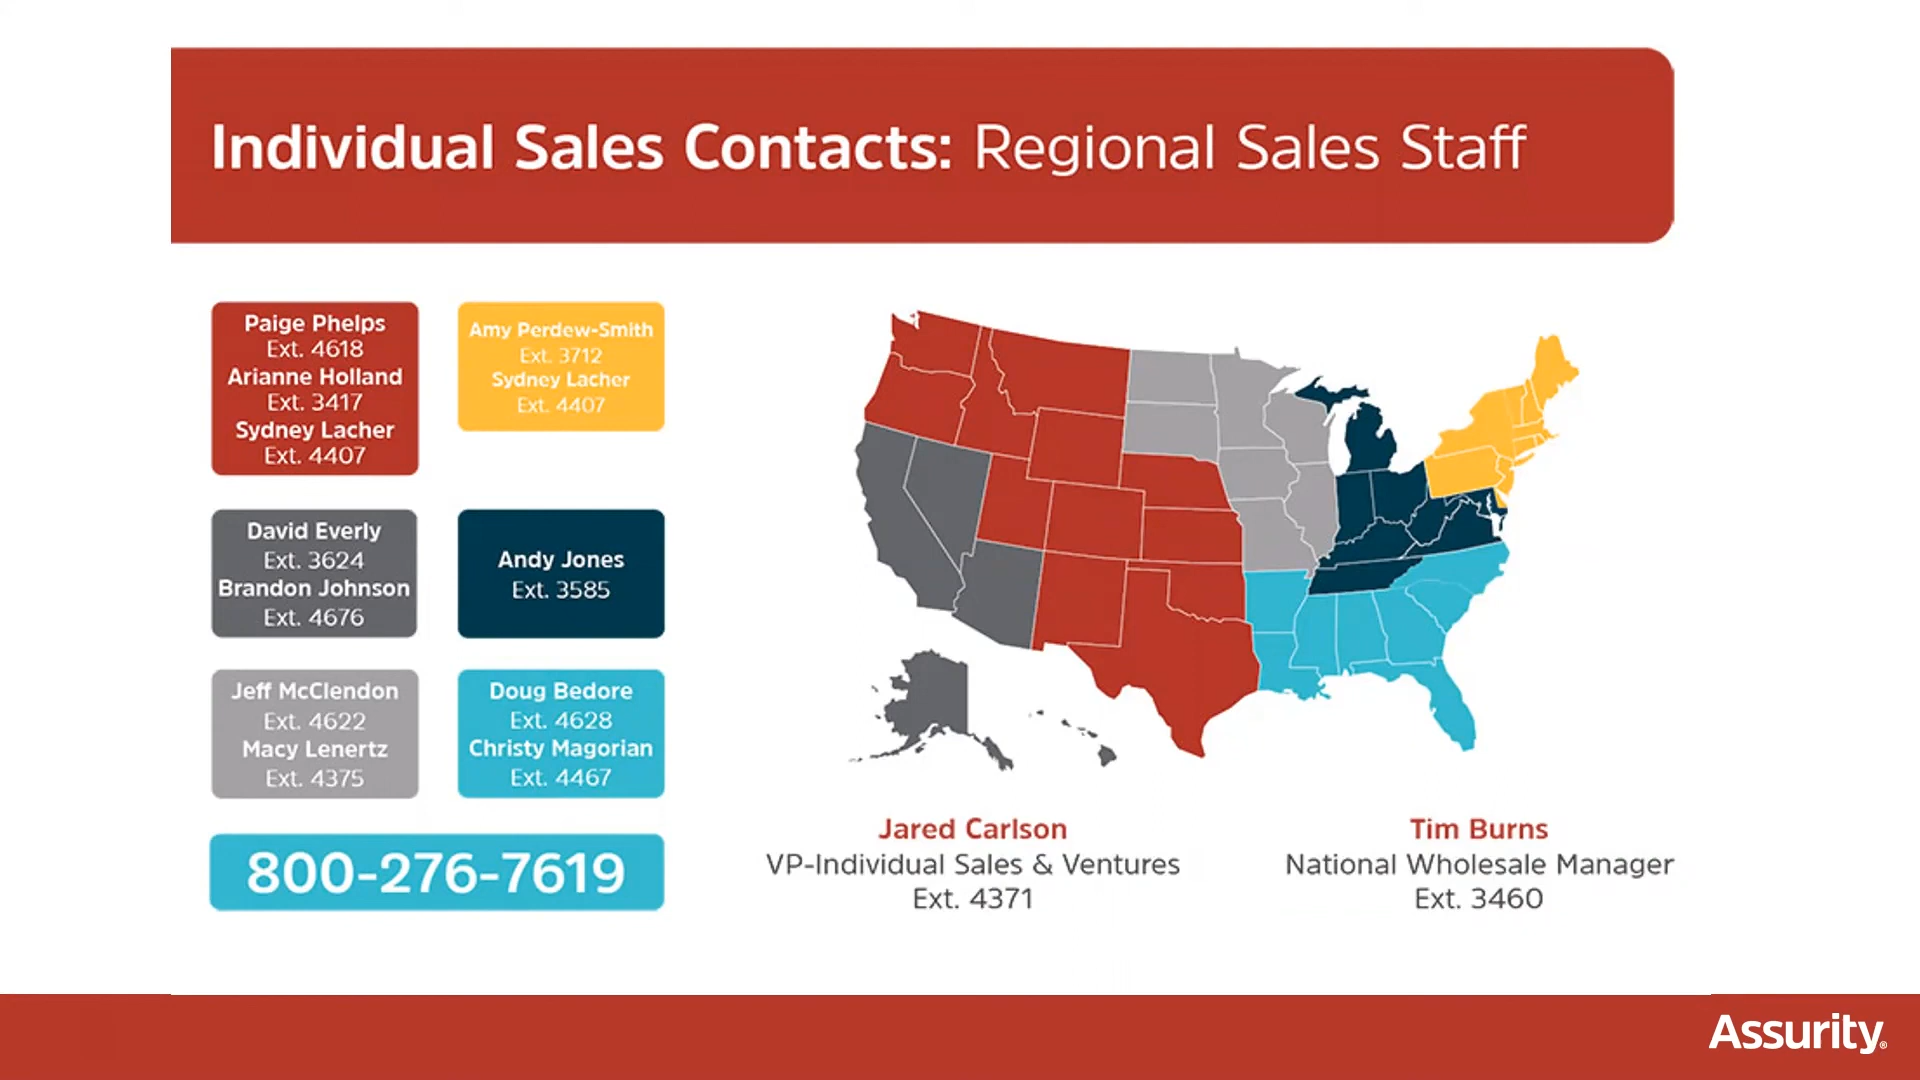 Individual Sales Contacts: Regional Sales Staff
Paige Phelps
Ext. 4618
Arianne Holland
Ext. 3417
Sydney Lacher
Ext. 4407
Amy Perdew-Smith
Ext. 3712
Sydney Lacher
Ext. 4407
David Everly
Ext. 3624
Brandon Johnson
Ext. 4676
Andy Jones
Ext. 3585
Jeff McClendon
Ext. 4622
Macy Lenertz
Ext. 4375
Doug Bedore
Ext. 4628
Christy Magorian
Ext. 4467
800-276-7619
Jared Carlson
VP-Individual Sales & Ventures
Ext. 4371
Tim Burns
National Wholesale Manager
Ext. 3460
Assurity®